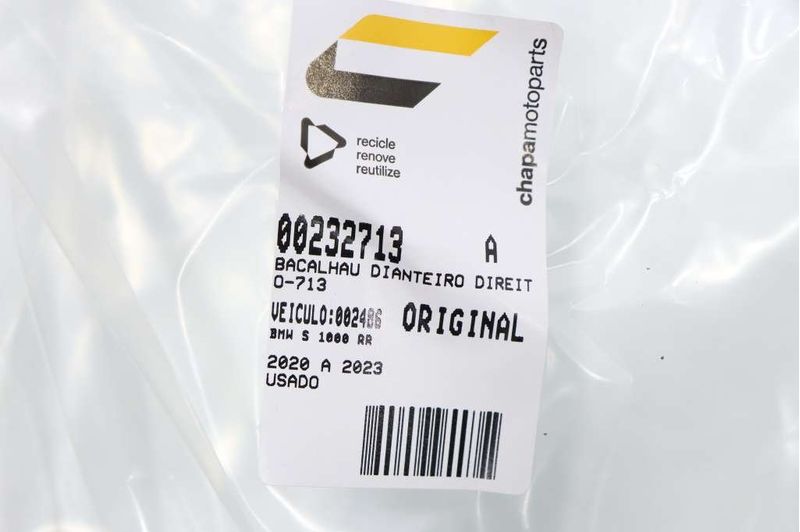 chapamotoparts
recicle
renove
reutilize
00232713 A
BACALHAU DIANTEIRO DIREIT
O-713
VEICULO:002486 ORIGINAL
BMW S 1000 RR
2020 A 2023
USADO